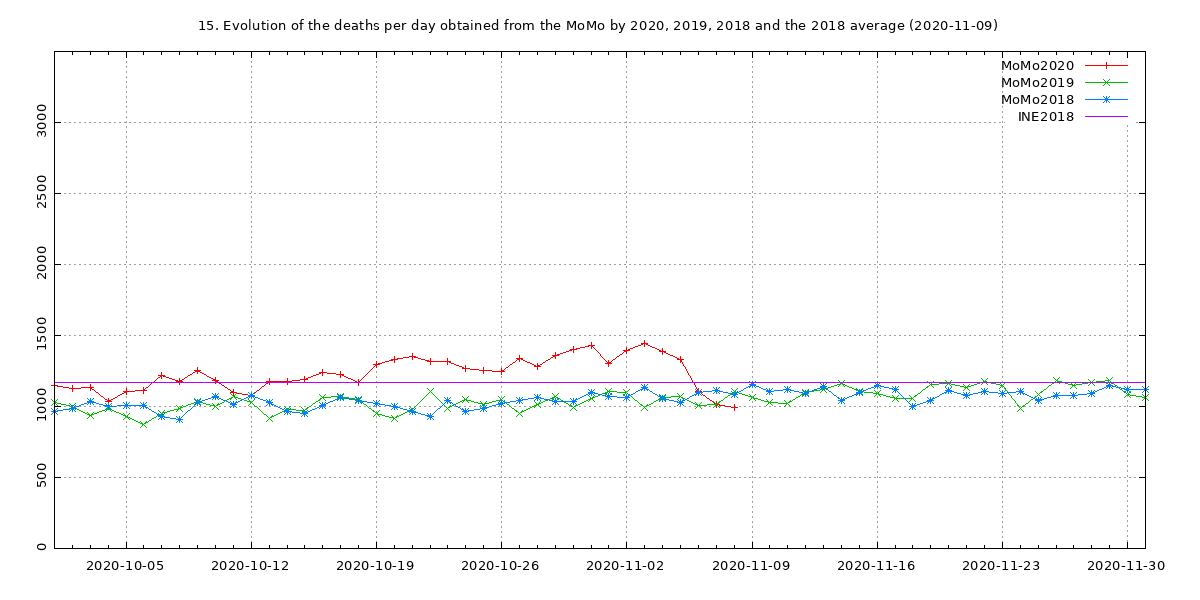 15. Evolution of the deaths per day obtained from the MoMo by 2020, 2019, 2018 and the 2018 average (2020-11-09)
MoMo2020
MoMo2019
MoMo2018
INE2018
3000
2500
2000
1500
1000
500
0
2020-10-05 2020-10-12 2020-10-19 2020-10-26 2020-11-02 2020-11-09 2020-11-16 2020-11-23 2020-11-30